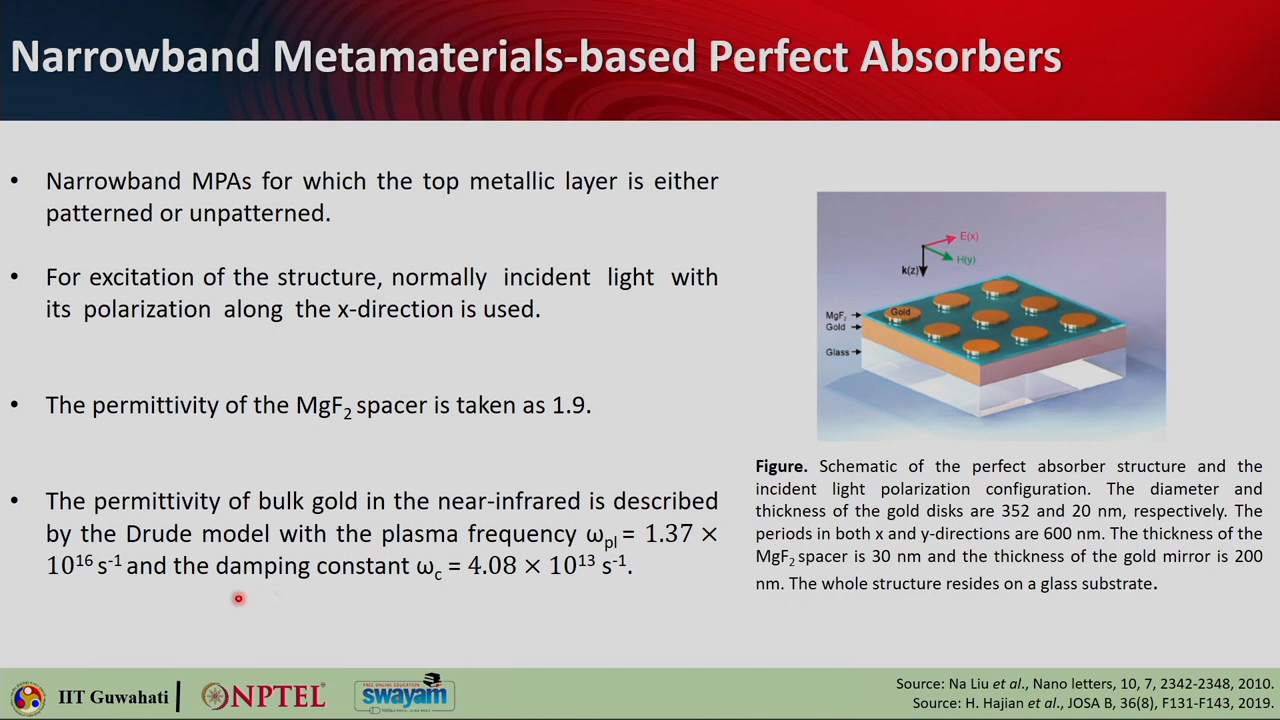 Narrowband Metamaterials-based Perfect Absorbers
• Narrowband MPAs for which the top metallic layer is either
patterned or unpatterned.
• For excitation of the structure, normally incident light with
its polarization along the x-direction is used.
• The permittivity of the MgF₂ spacer is taken as 1.9.
• The permittivity of bulk gold in the near-infrared is described
by the Drude model with the plasma frequency ωpl = 1.37 ×
10¹⁶ s⁻¹ and the damping constant ωc = 4.08 × 10¹³ s⁻¹.
E(x)
H(y)
k(z)
Gold
MgF₂
Gold
Glass
Figure. Schematic of the perfect absorber structure and the
incident light polarization configuration. The diameter and
thickness of the gold disks are 352 and 20 nm, respectively. The
periods in both x and y-directions are 600 nm. The thickness of the
MgF₂ spacer is 30 nm and the thickness of the gold mirror is 200
nm. The whole structure resides on a glass substrate.
IIT Guwahati
NPTEL
FREE ONLINE EDUCATION
swayam
Source: Na Liu et al., Nano letters, 10, 7, 2342-2348, 2010.
Source: H. Hajian et al., JOSA B, 36(8), F131-F143, 2019.